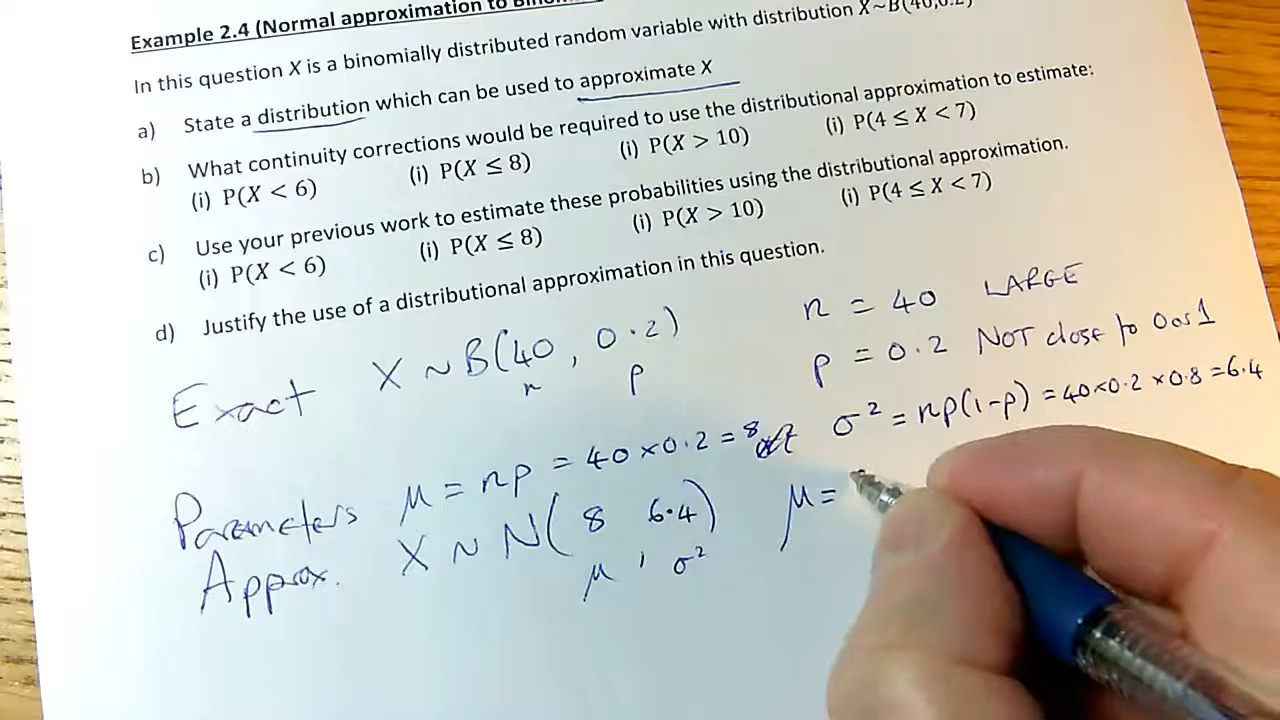 Example 2.4 (Normal approximation to
In this question X is a binomially distributed random variable with distribution X~B(40,0.2)
a) State a distribution which can be used to approximate X
b) What continuity corrections would be required to use the distributional approximation to estimate:
(i) P(X < 6) (i) P(X ≤ 8) (i) P(X > 10) (i) P(4 ≤ X < 7)
c) Use your previous work to estimate these probabilities using the distributional approximation.
(i) P(X < 6) (i) P(X ≤ 8) (i) P(X > 10) (i) P(4 ≤ X < 7)
d) Justify the use of a distributional approximation in this question.
Exact X ~ B(40, 0.2)
n p
n = 40 LARGE
p = 0.2 NOT close to 0 or 1
Parameters μ = np = 40×0.2 = 8 σ² = np(1-p) = 40×0.2×0.8 = 6.4
Approx. X ~ N(8 6.4) μ =
μ , σ²